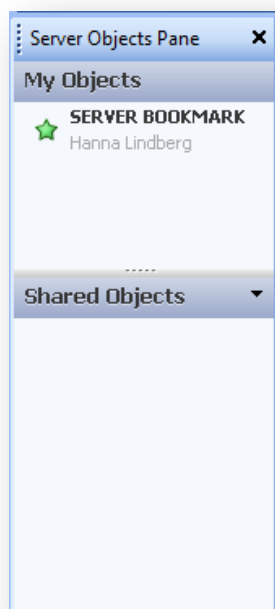 Server Objects Pane
My Objects
SERVER BOOKMARK
Hanna Lindberg
Shared Objects